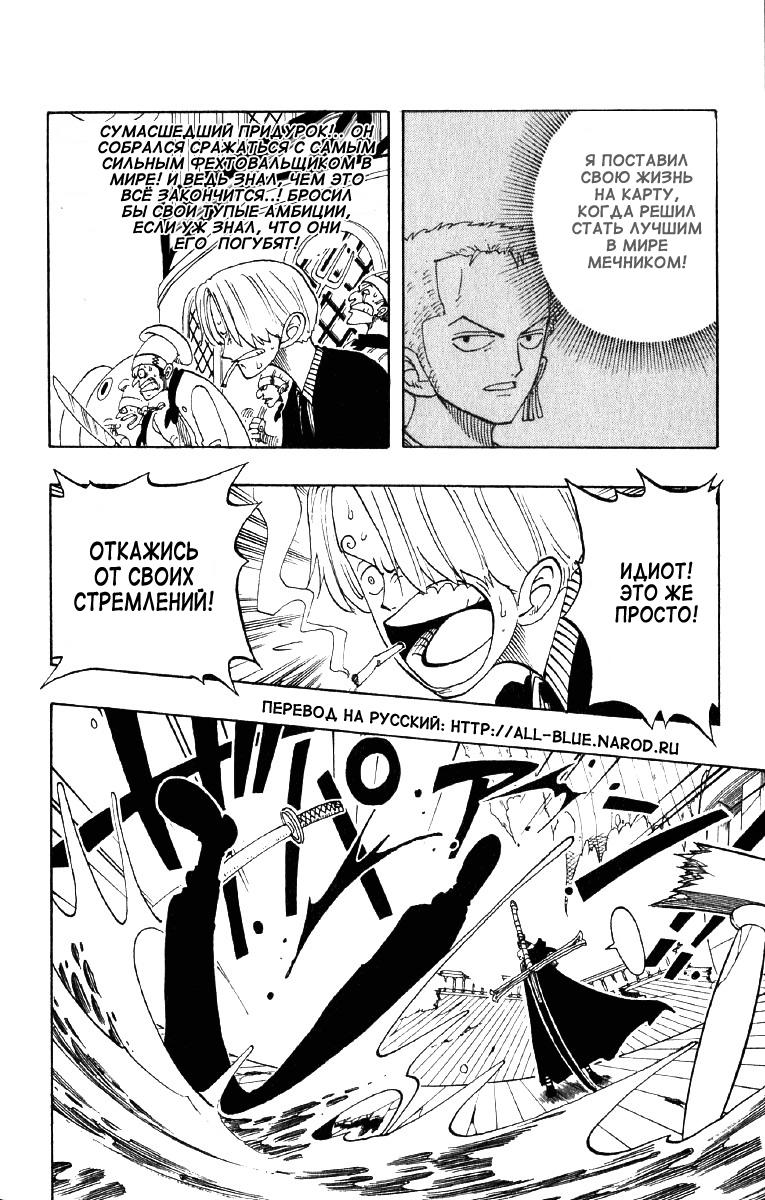 Я ПОСТАВИЛ
СВОЮ ЖИЗНЬ
НА КАРТУ,
КОГДА РЕШИЛ
СТАТЬ ЛУЧШИМ
В МИРЕ
МЕЧНИКОМ!
СУМАСШЕДШИЙ ПРИДУРОК!.. ОН
СОБРАЛСЯ СРАЖАТЬСЯ С САМЫМ
СИЛЬНЫМ ФЕХТОВАЛЬЩИКОМ В
МИРЕ! И ВЕДЬ ЗНАЛ, ЧЕМ ЭТО
ВСЁ ЗАКОНЧИТСЯ..! БРОСИЛ
БЫ СВОИ ТУПЫЕ АМБИЦИИ,
ЕСЛИ УЖ ЗНАЛ, ЧТО ОНИ
ЕГО ПОГУБЯТ!
ИДИОТ!
ЭТО ЖЕ
ПРОСТО!
ОТКАЖИСЬ
ОТ СВОИХ
СТРЕМЛЕНИЙ!
ПЕРЕВОД НА РУССКИЙ: HTTP://ALL-BLUE.NAROD.RU